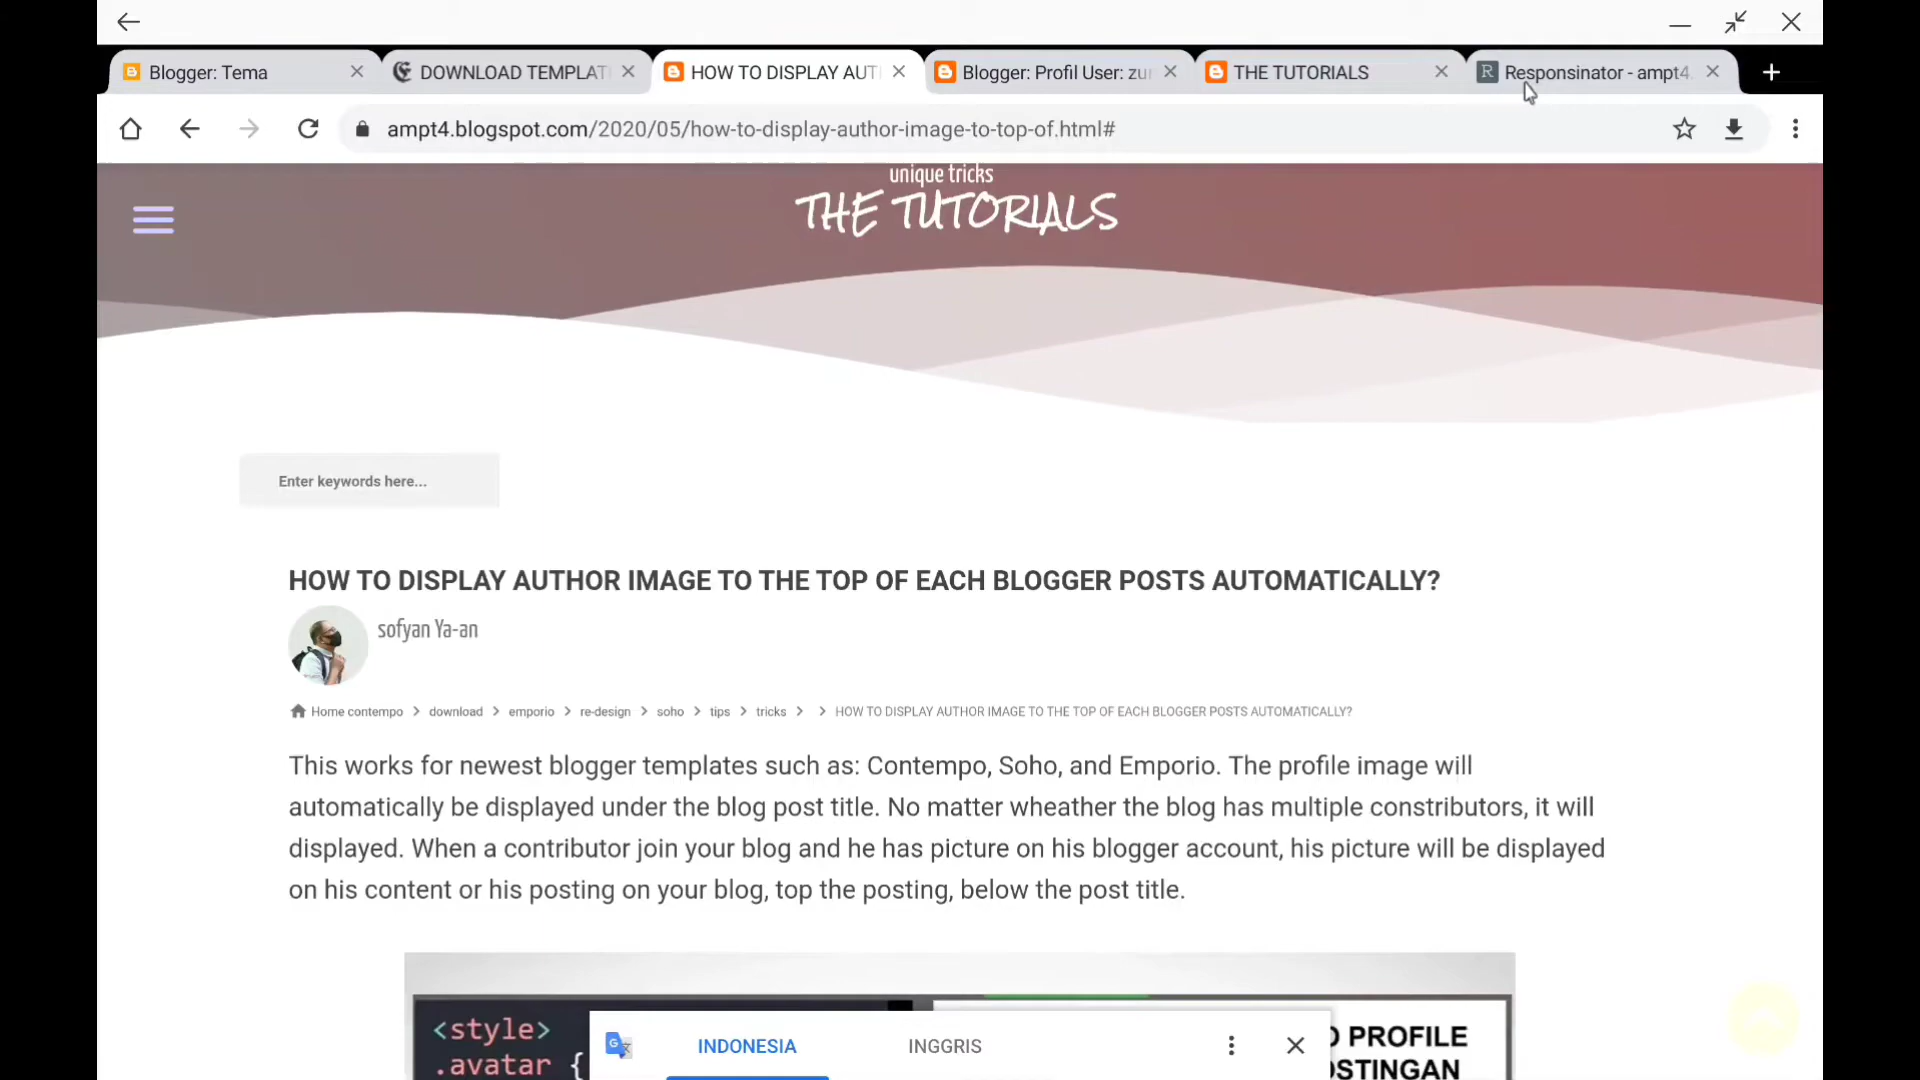 Blogger: Tema
DOWNLOAD TEMPLAT
HOW TO DISPLAY AUT
Blogger: Profil User: zu
THE TUTORIALS
Responsinator - ampt4.
ampt4.blogspot.com/2020/05/how-to-display-author-image-to-top-of.html#
unique tricks
THE TUTORIALS
Enter keywords here...
HOW TO DISPLAY AUTHOR IMAGE TO THE TOP OF EACH BLOGGER POSTS AUTOMATICALLY?
sofyan Ya-an
Home contempo > download > emporio > re-design > soho > tips > tricks > > HOW TO DISPLAY AUTHOR IMAGE TO THE TOP OF EACH BLOGGER POSTS AUTOMATICALLY?
This works for newest blogger templates such as: Contempo, Soho, and Emporio. The profile image will
automatically be displayed under the blog post title. No matter wheather the blog has multiple constributors, it will
displayed. When a contributor join your blog and he has picture on his blogger account, his picture will be displayed
on his content or his posting on your blog, top the posting, below the post title.
<style>
.avatar {
INDONESIA
INGGRIS
PROFILE
OSTINGAN